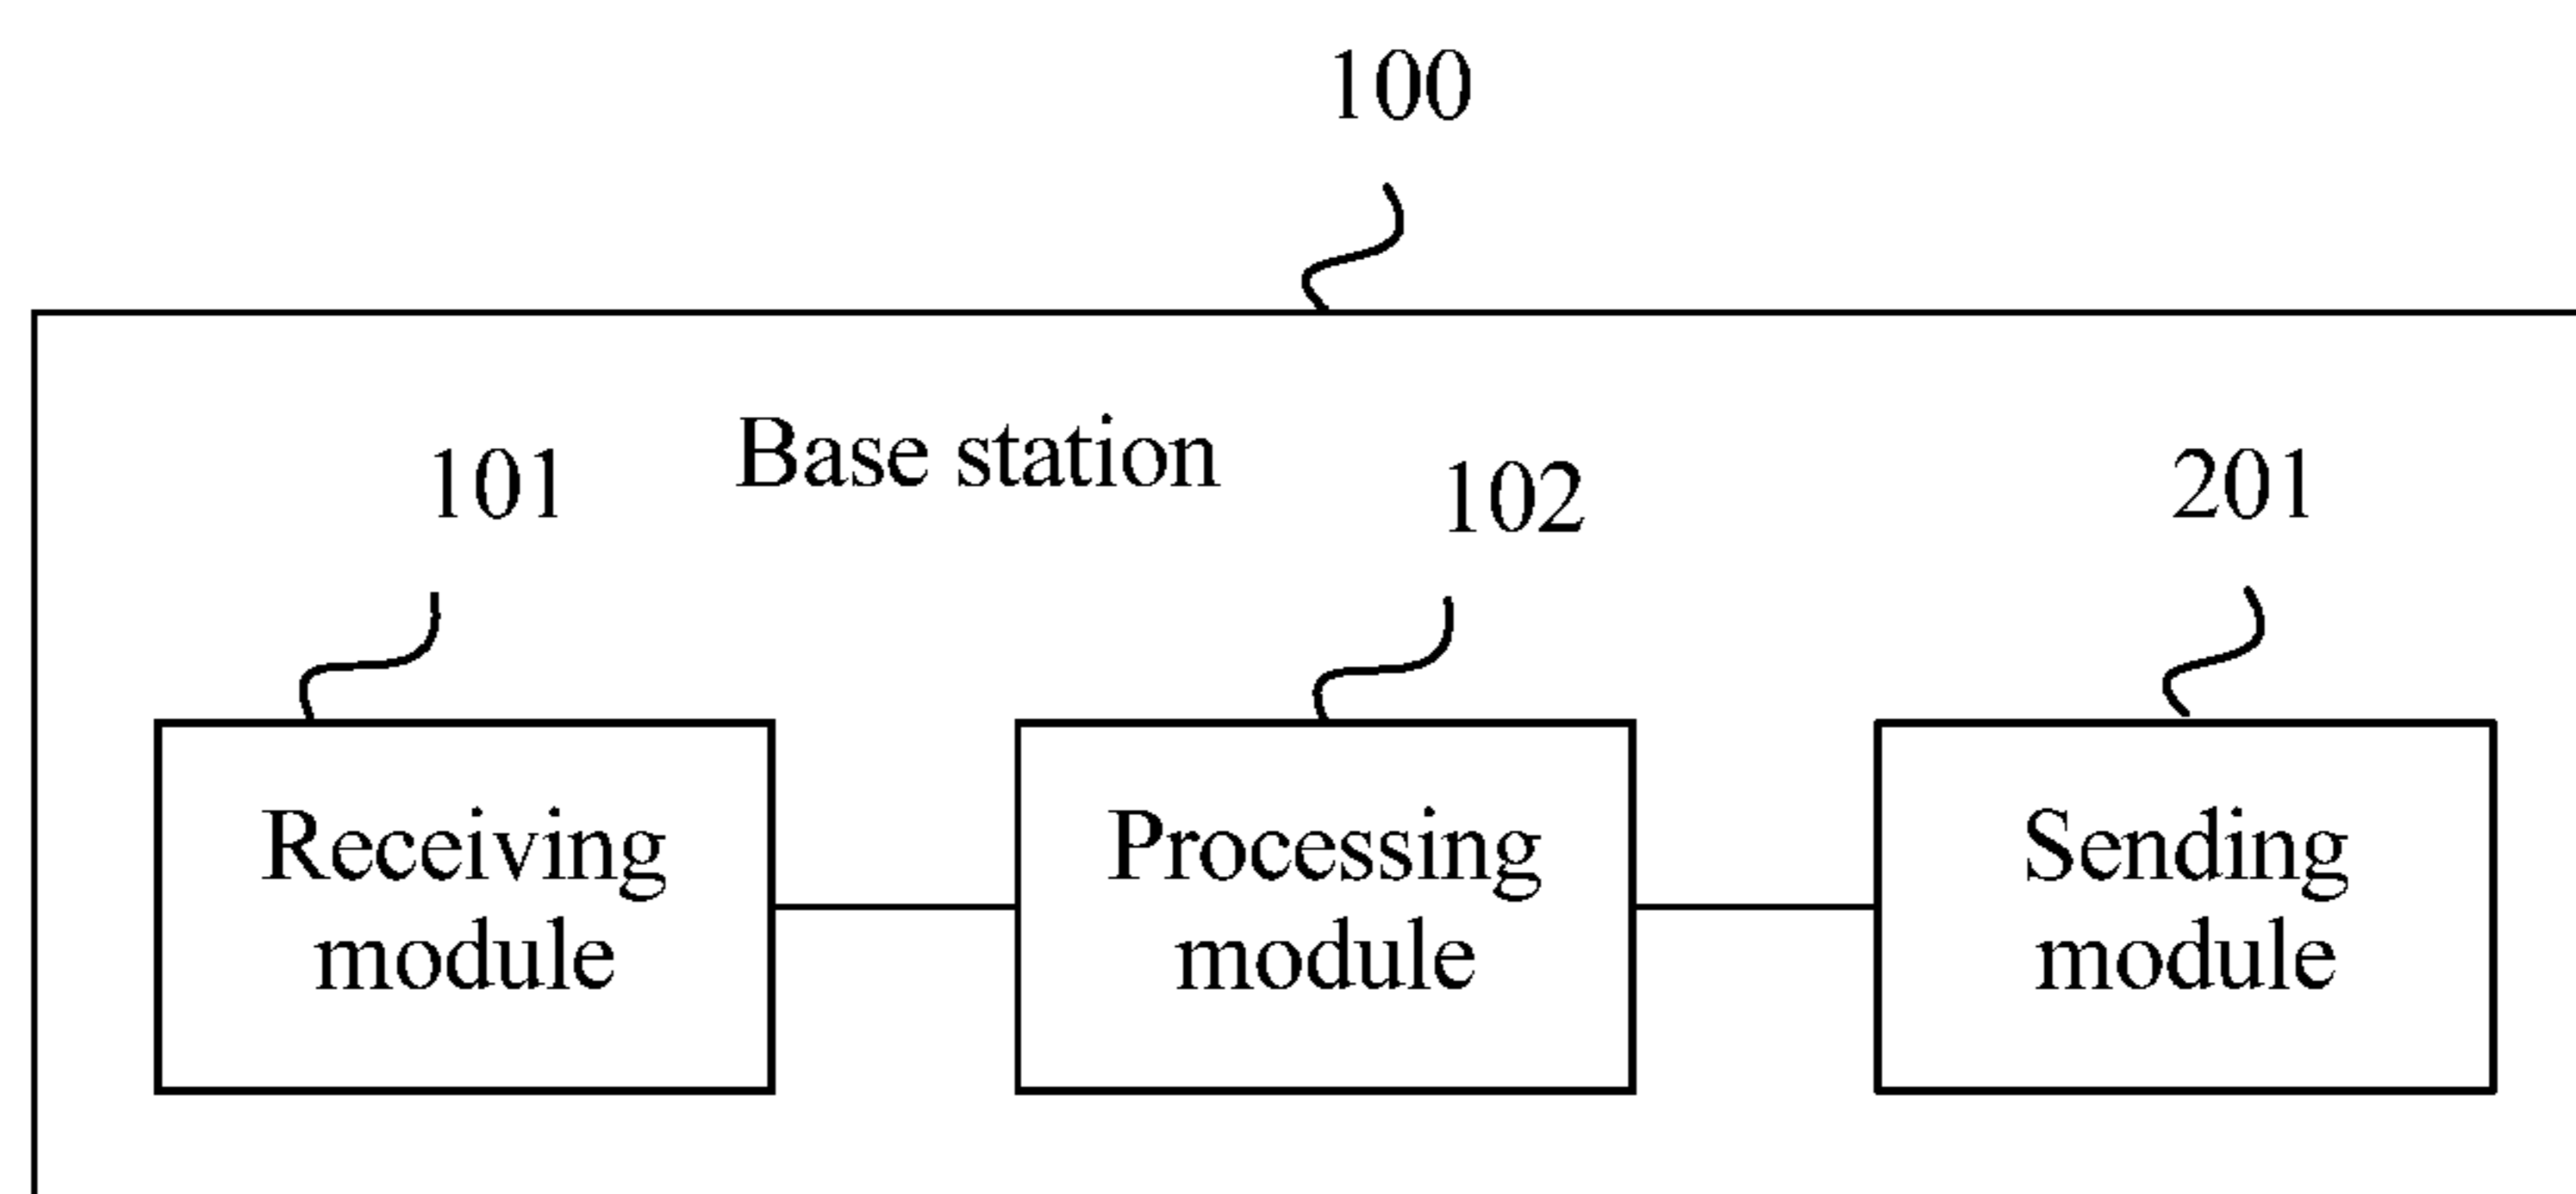 100
Base station
101
102
201
Receiving
module
Processing
module
Sending
module